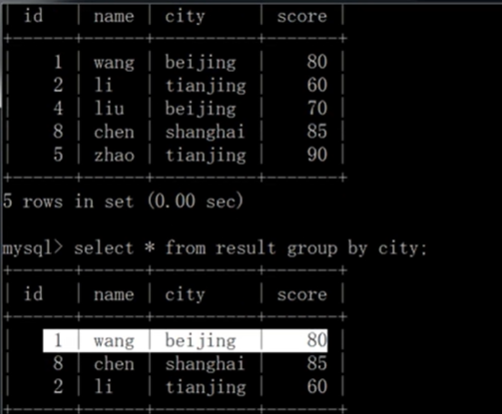 id | name | city | score |
1 | wang | beijing | 80 |
2 | li | tianjing | 60 |
4 | liu | beijing | 70 |
8 | chen | shanghai | 85 |
5 | zhao | tianjing | 90 |
5 rows in set (0.00 sec)
mysql> select * from result group by city;
id | name | city | score |
1 | wang | beijing | 80
8 | chen | shanghai | 85 |
2 | li | tianjing | 60 |